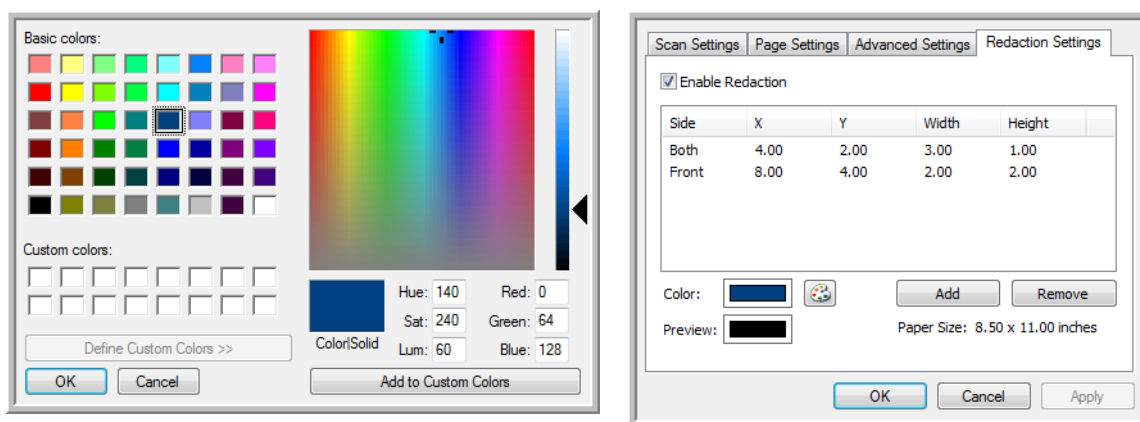 Basic colors:
Custom colors:
Define Custom Colors >>
OK Cancel
Color|Solid
Hue: 140 Red: 0
Sat: 240 Green: 64
Lum: 60 Blue: 128
Add to Custom Colors
Scan Settings Page Settings Advanced Settings Redaction Settings
Enable Redaction
Side X Y Width Height
Both 4.00 2.00 3.00 1.00
Front 8.00 4.00 2.00 2.00
Color: Add Remove
Preview: Paper Size: 8.50 x 11.00 inches
OK Cancel Apply